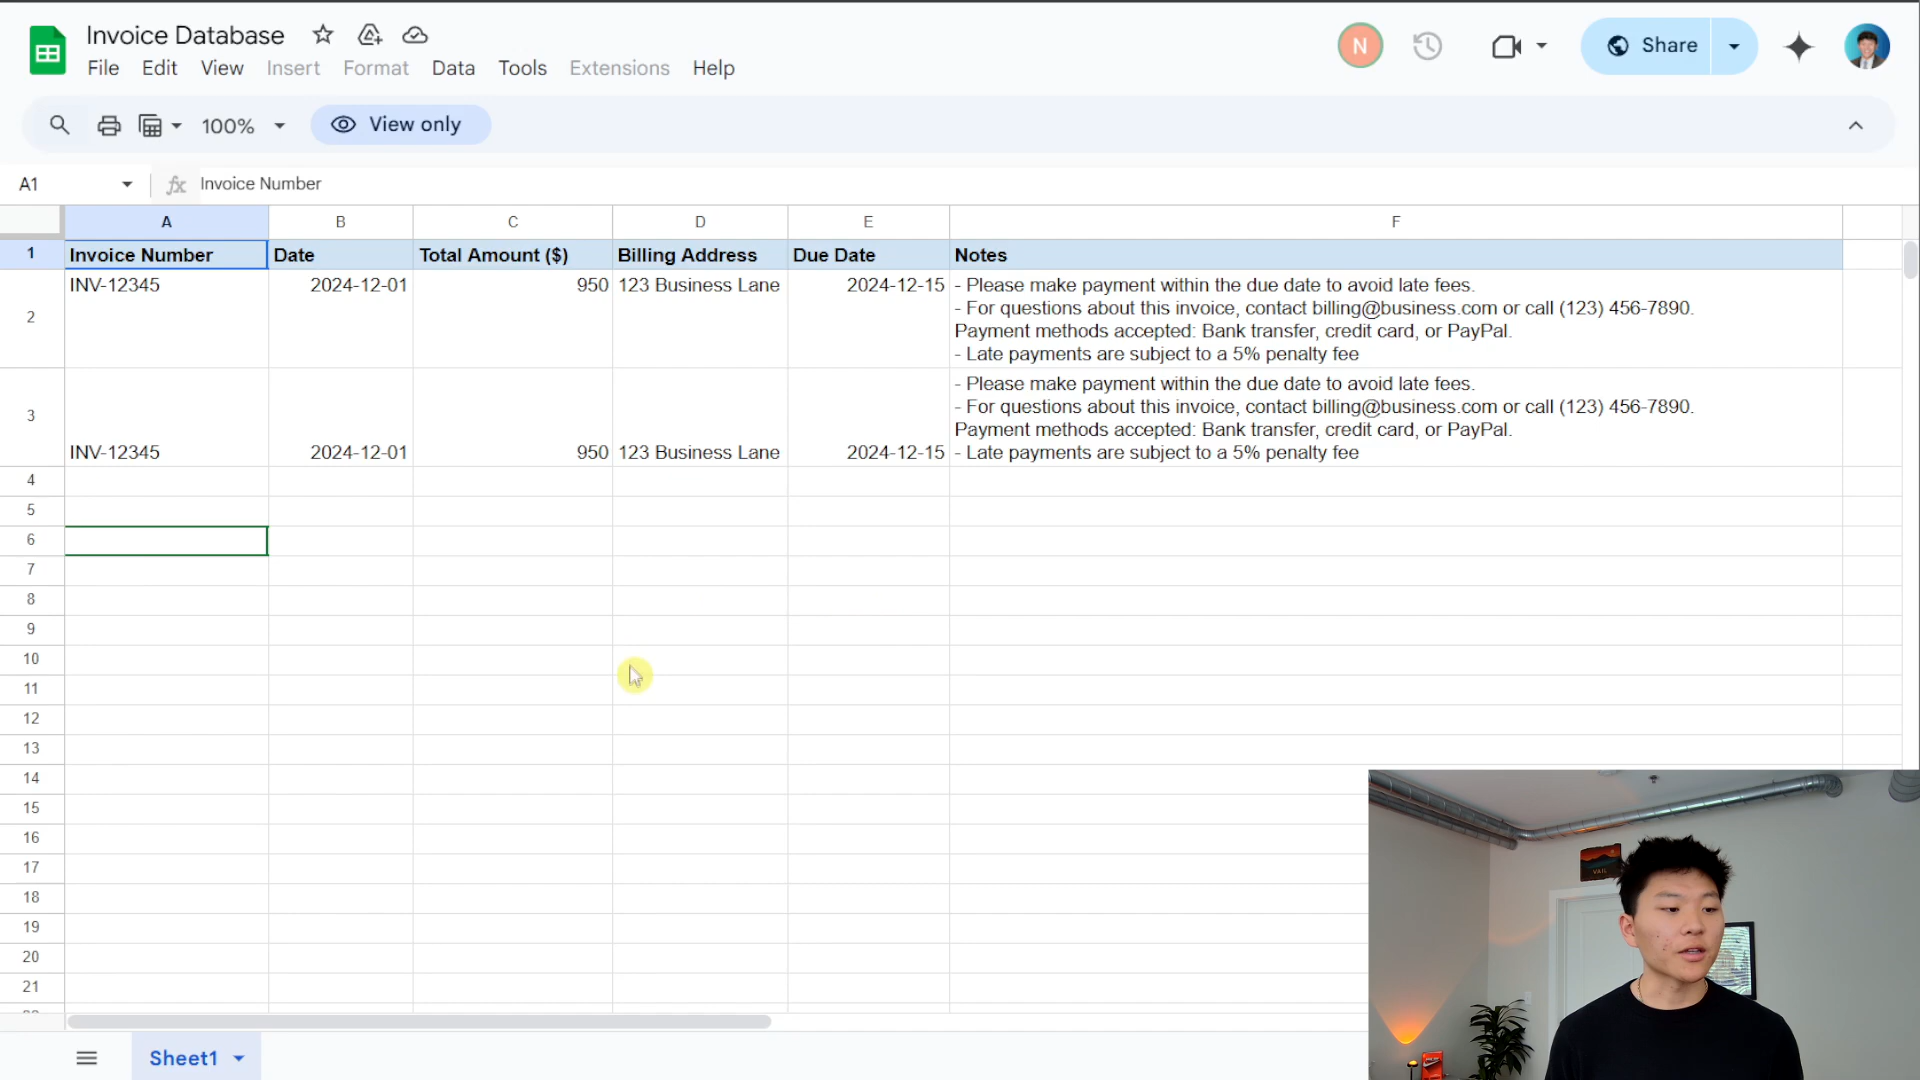 Invoice Database
File Edit View Insert Format Data Tools Extensions Help
N
Share
100%
View only
A1
fx Invoice Number
A B C D E F
1 Invoice Number Date Total Amount ($) Billing Address Due Date Notes
2 INV-12345 2024-12-01 950 123 Business Lane 2024-12-15 - Please make payment within the due date to avoid late fees.
- For questions about this invoice, contact billing@business.com or call (123) 456-7890.
Payment methods accepted: Bank transfer, credit card, or PayPal.
- Late payments are subject to a 5% penalty fee
- Please make payment within the due date to avoid late fees.
- For questions about this invoice, contact billing@business.com or call (123) 456-7890.
3
Payment methods accepted: Bank transfer, credit card, or PayPal.
INV-12345 2024-12-01 950 123 Business Lane 2024-12-15 - Late payments are subject to a 5% penalty fee
4
5
6
7
8
9
10
11
12
13
14
15
16
17
18
19
20
21
VAIL
Sheet1